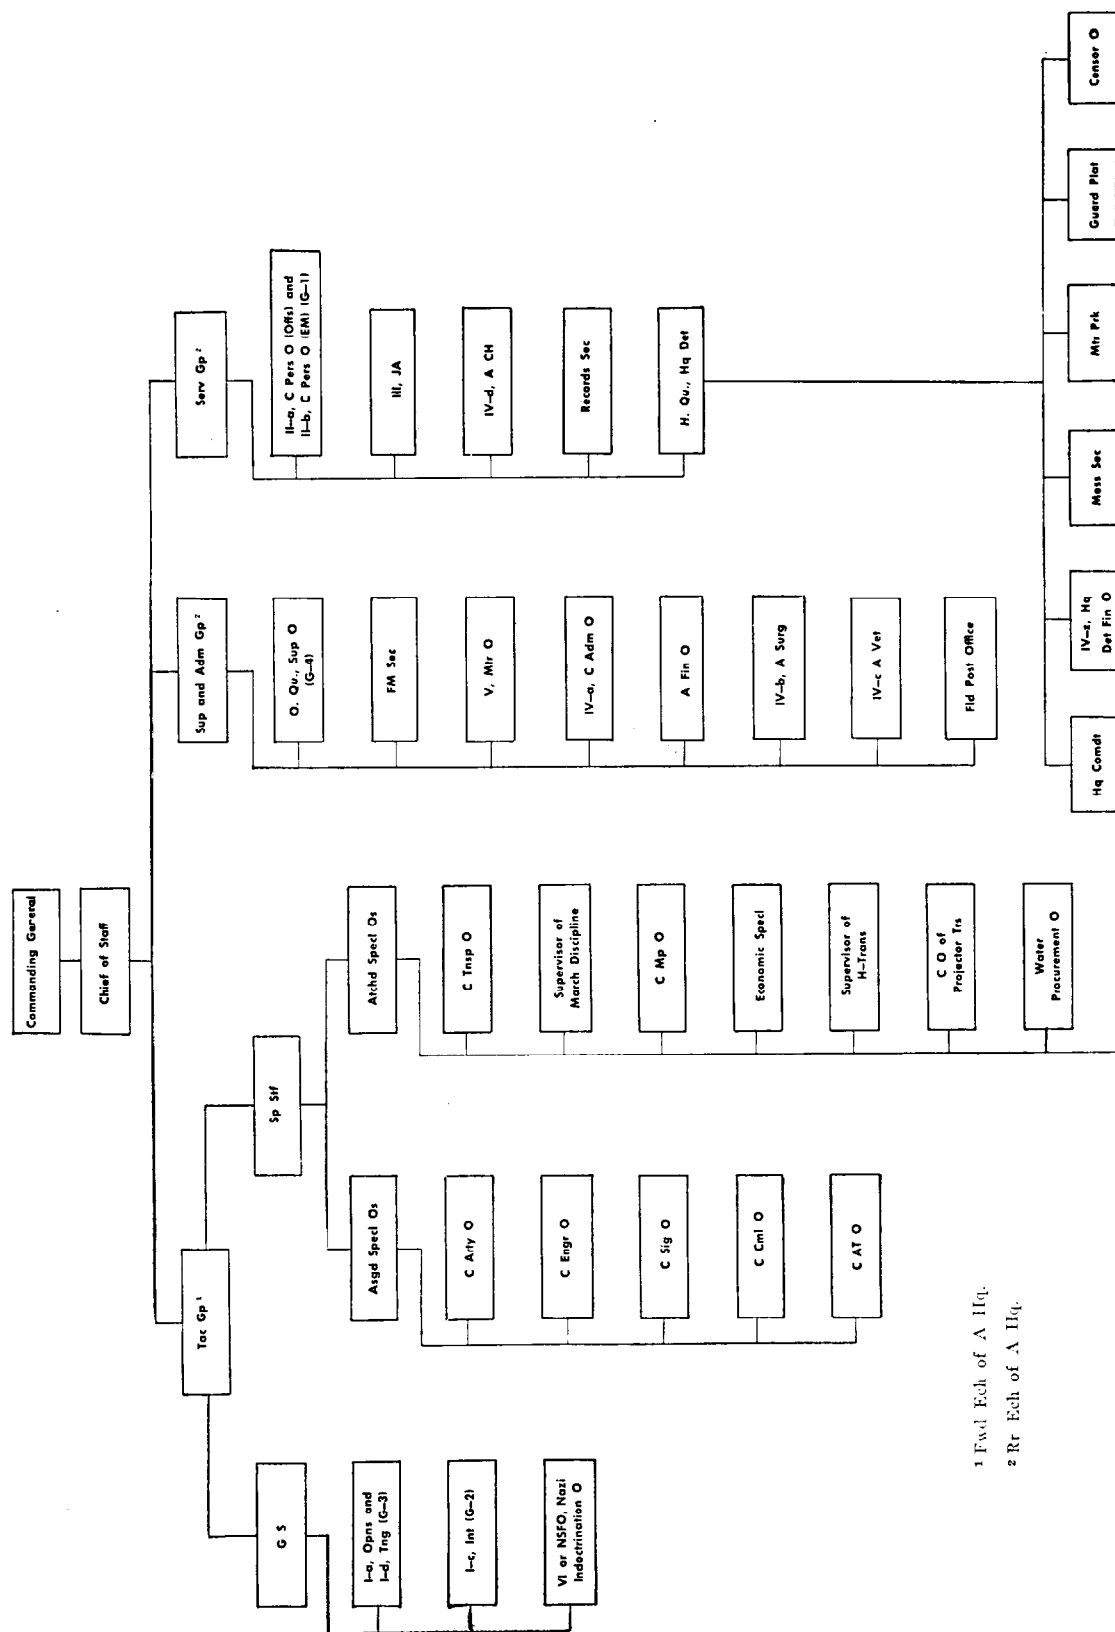 Commanding General
Chief of Staff
Tac Gp ¹
Sup and Adm Gp ²
Serv Gp ²
G S
I-a, Opns and
I-d, Tng (G-3)
I-c, Int (G-2)
VI or NSFO, Nazi
Indoctrination O
Sp Stf
Asgd Specl Os
C Arty O
C Engr O
C Sig O
C Cml O
C AT O
Atchd Specl Os
C Tnsp O
Supervisor of
March Discipline
C Mp O
Economic Specl
Supervisor of
H-Trans
C O of
Projector Trs
Water
Procurement O
O. Qu., Sup O
(G-4)
FM Sec
V, Mtr O
IV-a, C Adm O
A Fin O
IV-b, A Surg
IV-c A Vet
Fld Post Office
II-a, C Pers O (Offs) and
II-b, C Pers O (EM) (G-1)
III, JA
IV-d, A CH
Records Sec
H. Qu., Hq Det
Hq Comdt
IV-z, Hq
Det Fin O
Mess Sec
Mtr Prk
Guard Plat
Censor O
¹ Fwd Ech of A Hq.
² Rr Ech of A Hq.